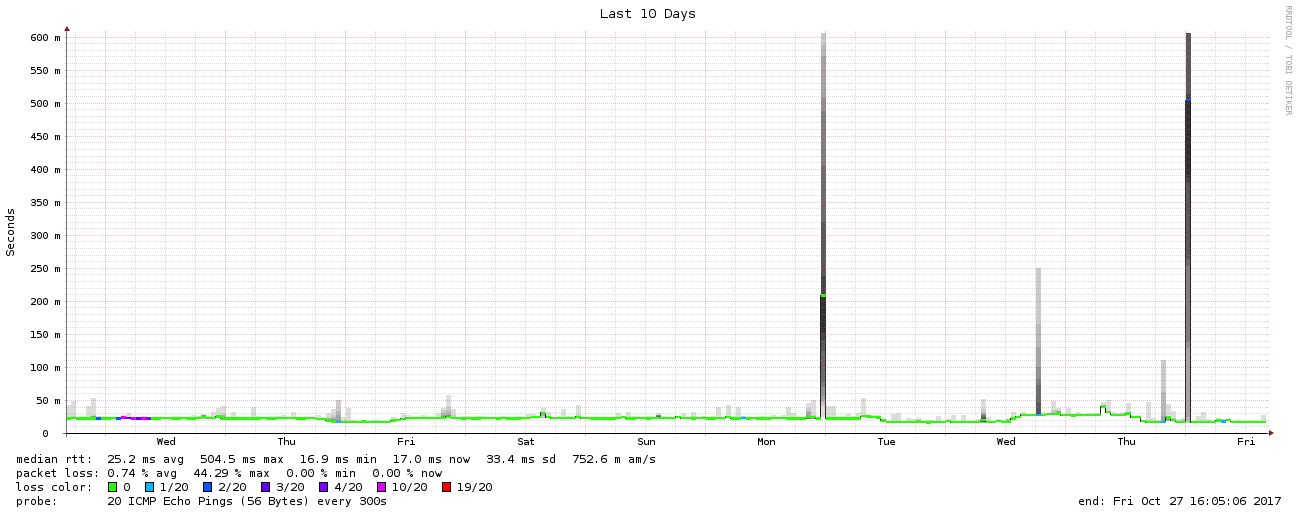 Last 10 Days
RRDTOOL / TOBI OETIKER
Seconds
600 m
550 m
500 m
450 m
400 m
350 m
300 m
250 m
200 m
150 m
100 m
50 m
0
Wed Thu Fri Sat Sun Mon Tue Wed Thu Fri
median rtt: 25.2 ms avg 504.5 ms max 16.9 ms min 17.0 ms now 33.4 ms sd 752.6 m am/s
packet loss: 0.74 % avg 44.29 % max 0.00 % min 0.00 % now
loss color: 0 1/20 2/20 3/20 4/20 10/20 19/20
probe: 20 ICMP Echo Pings (56 Bytes) every 300s end: Fri Oct 27 16:05:06 2017